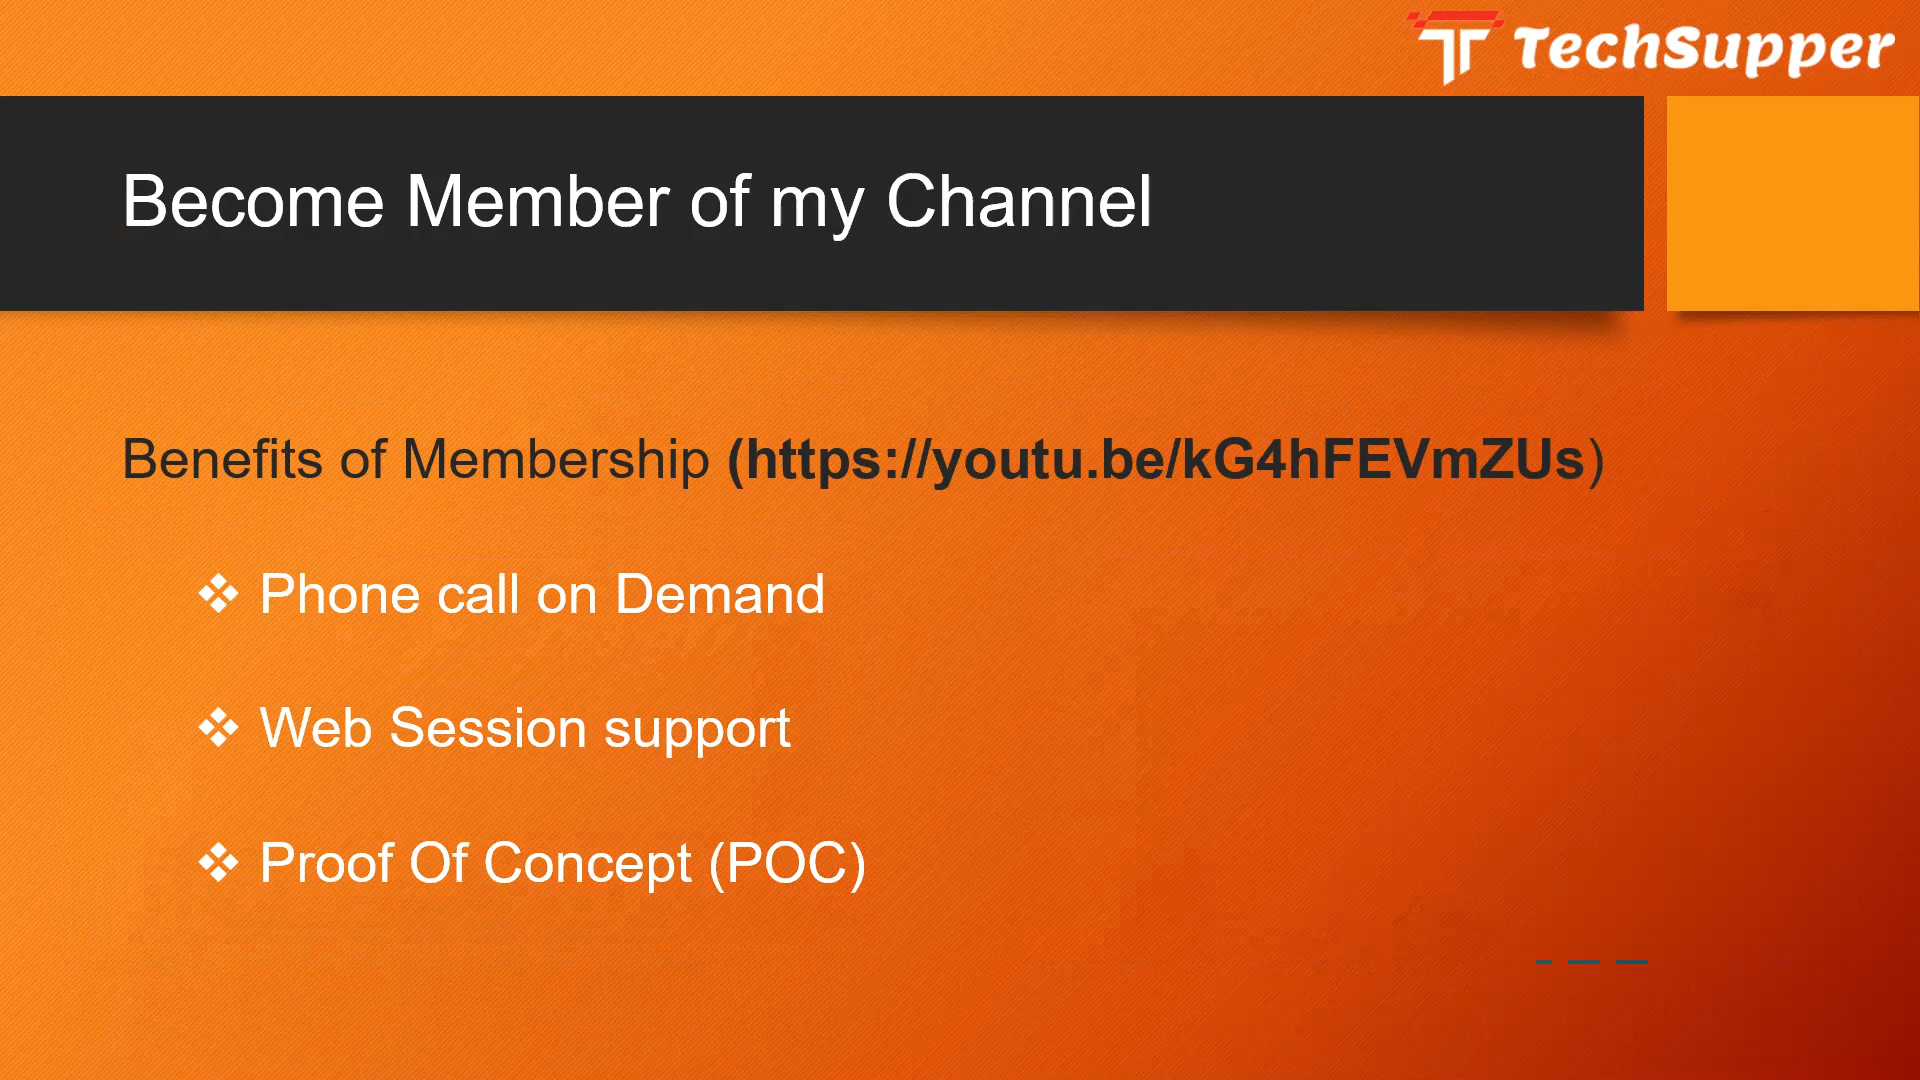 TechSupper
Become Member of my Channel
Benefits of Membership (https://youtu.be/kG4hFEVmZUs)
❖ Phone call on Demand
❖ Web Session support
❖ Proof Of Concept (POC)